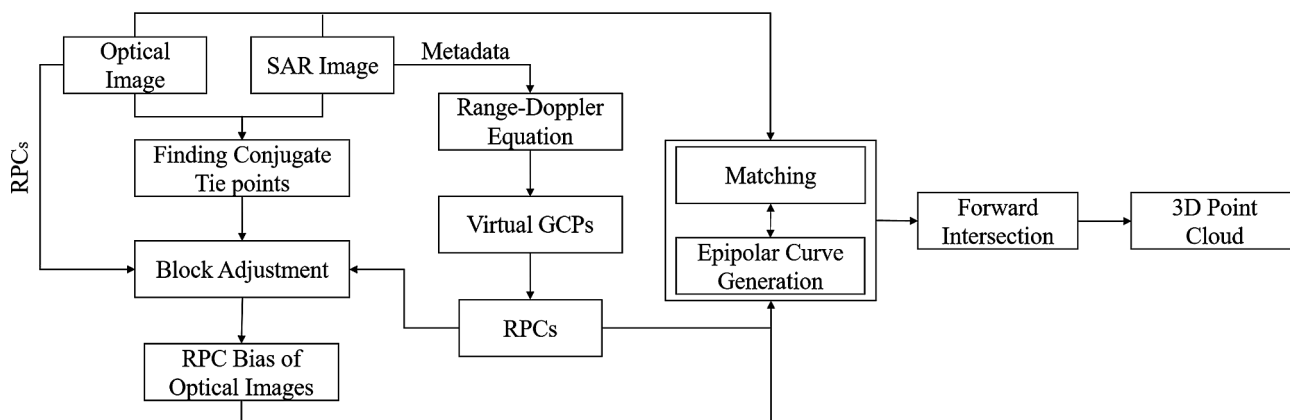 Optical
Image
SAR Image
Metadata
RPCs
Range-Doppler
Equation
Finding Conjugate
Tie points
Virtual GCPs
Block Adjustment
RPCs
RPC Bias of
Optical Images
Matching
Epipolar Curve
Generation
Forward
Intersection
3D Point
Cloud